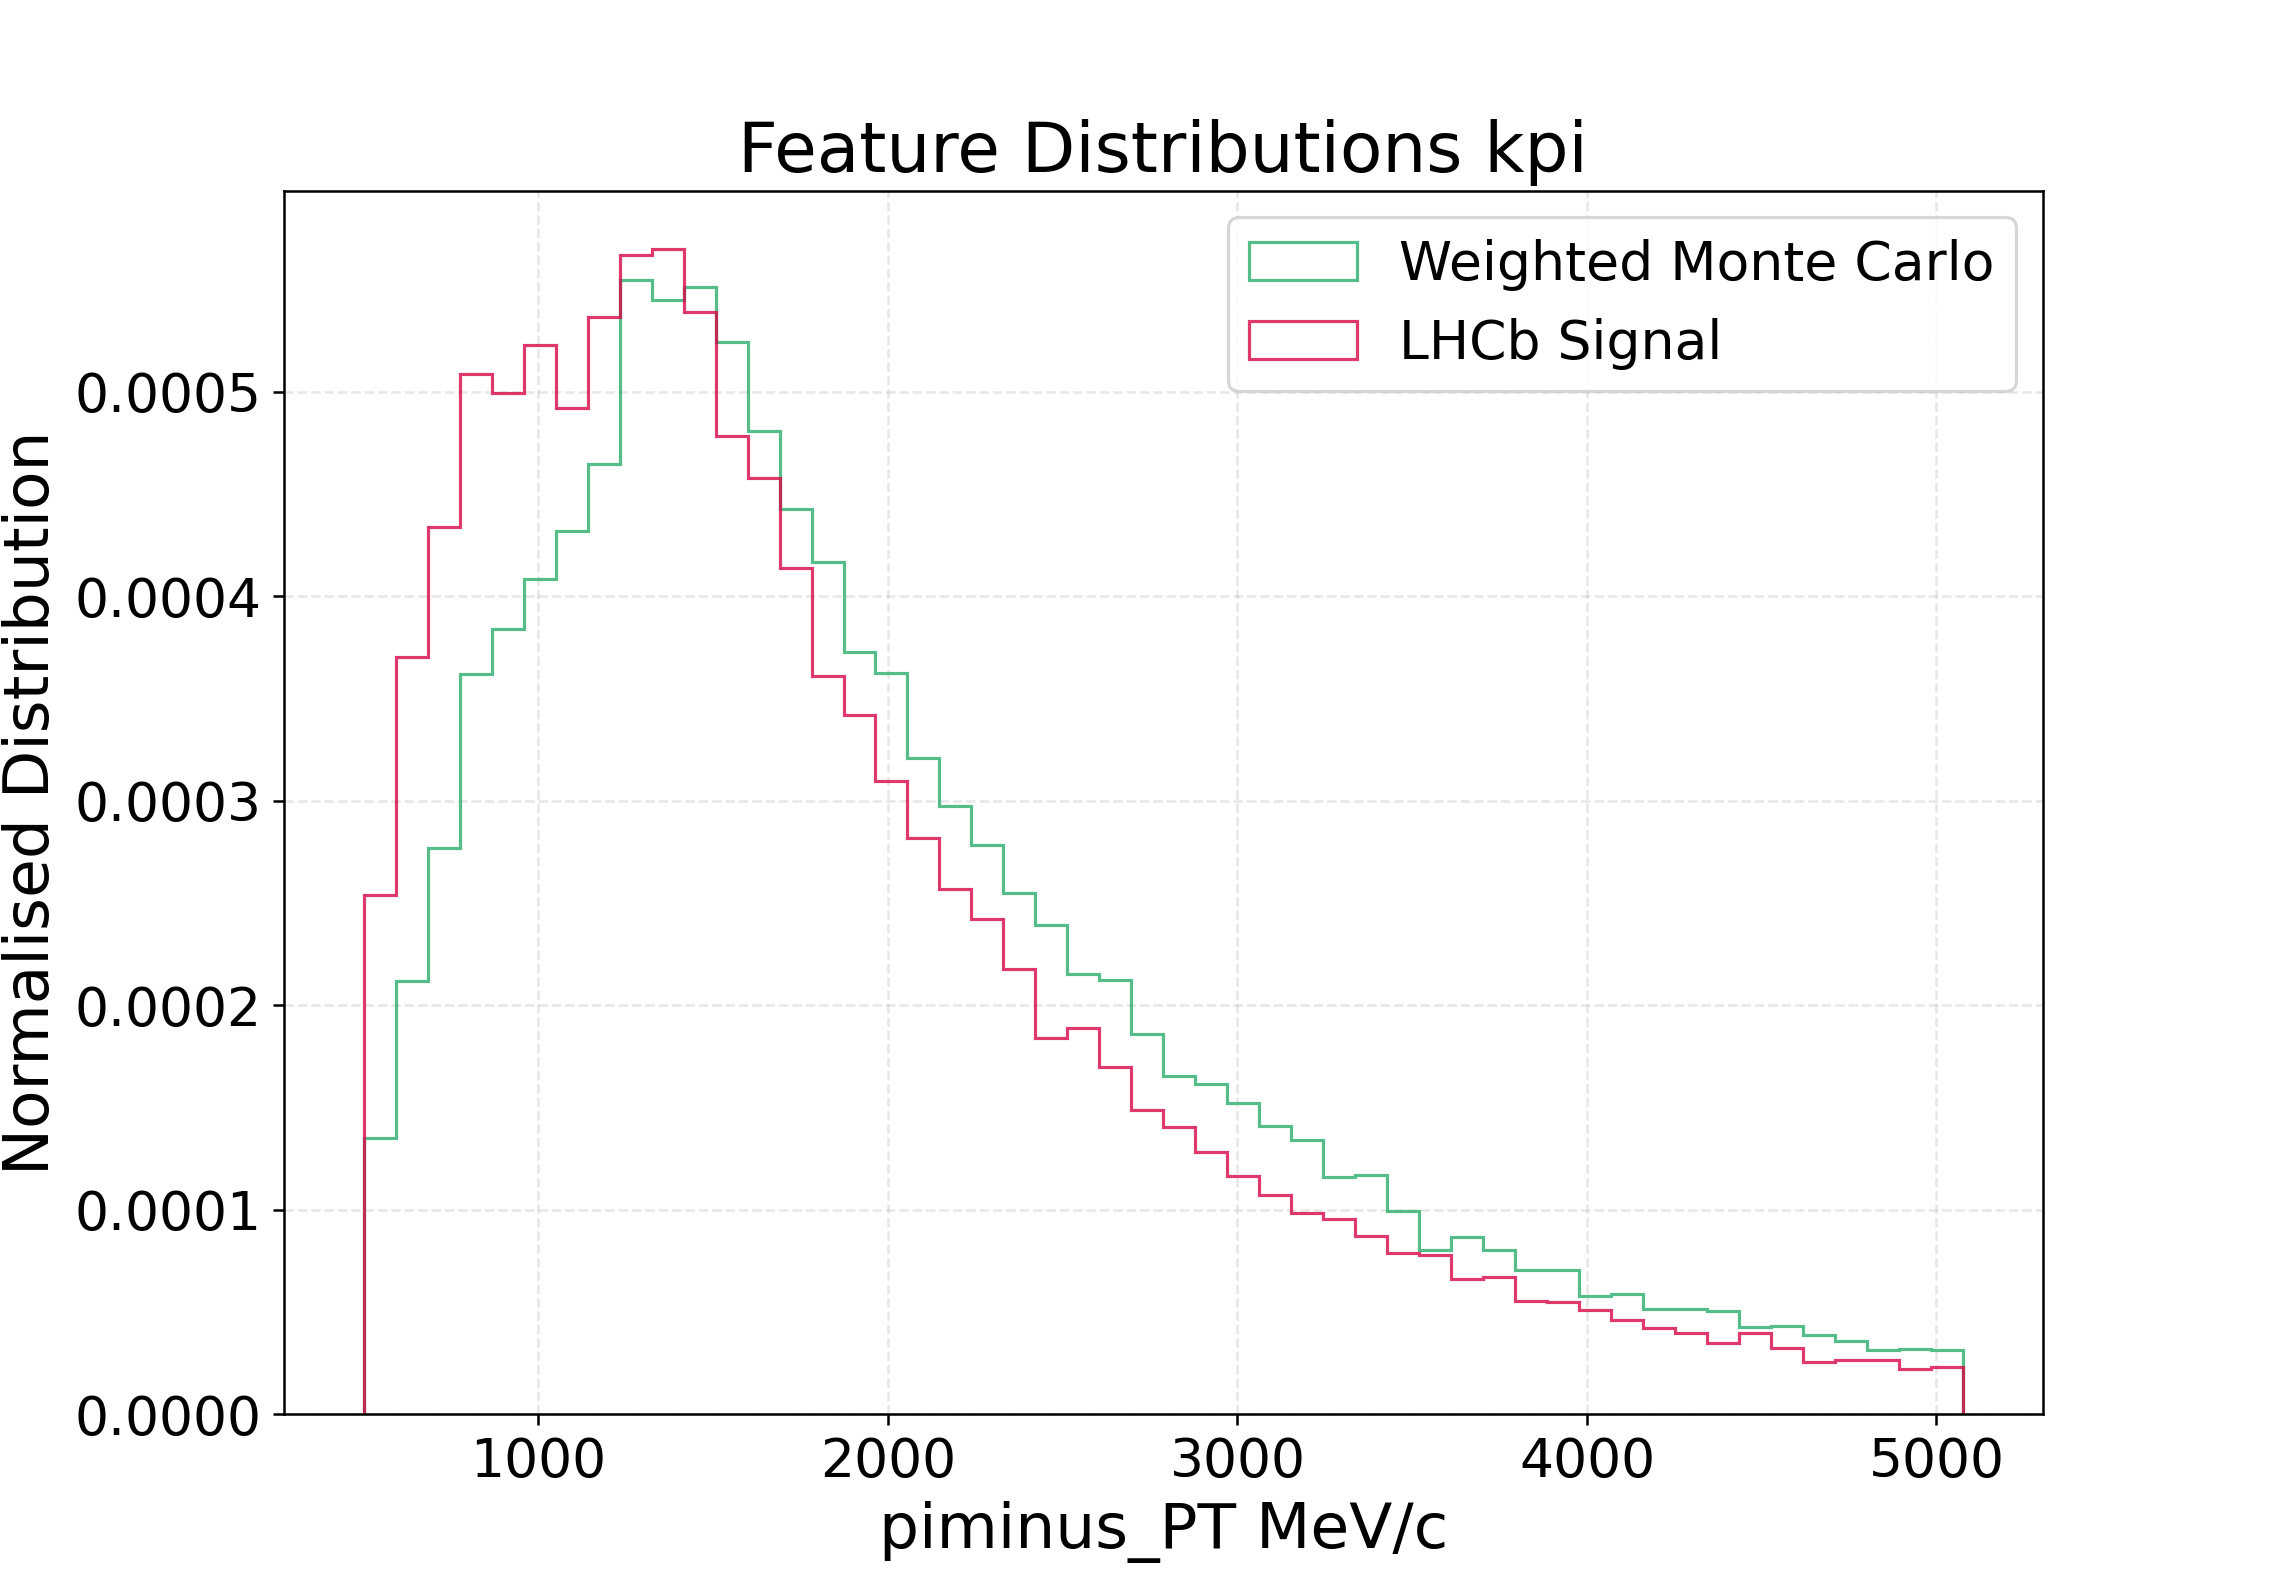 Feature Distributions kpi
Weighted Monte Carlo
LHCb Signal
Normalised Distribution
0.0005
0.0004
0.0003
0.0002
0.0001
0.0000
1000 2000 3000 4000 5000
piminus_PT MeV/c